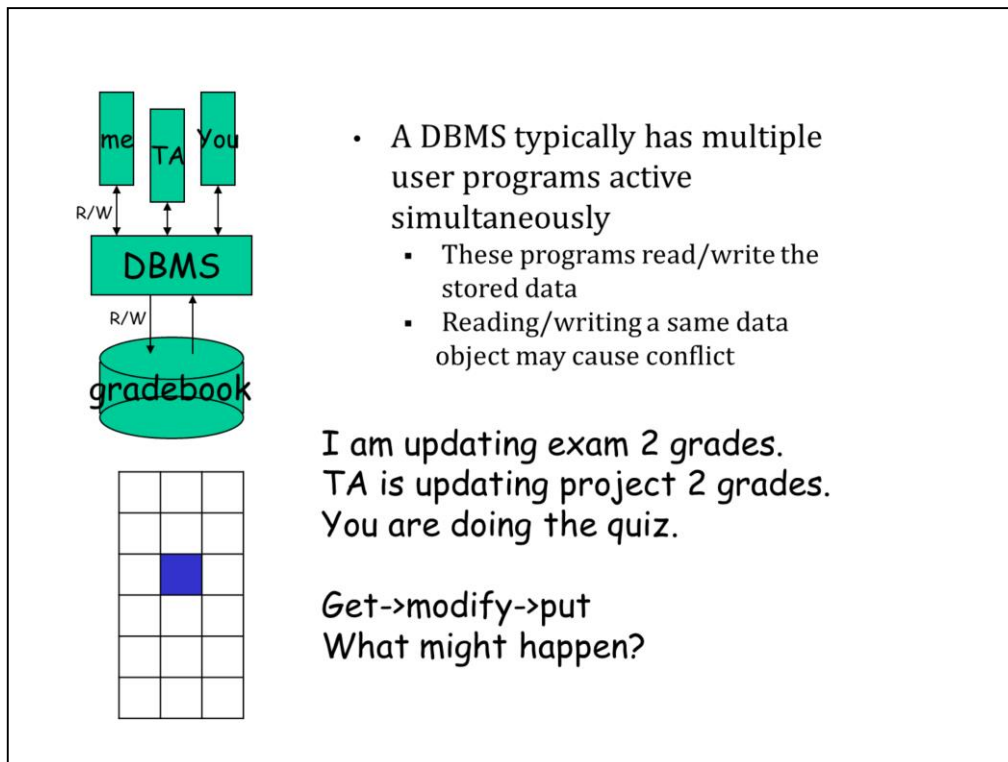 me
TA
You
R/W
DBMS
R/W
gradebook
• A DBMS typically has multiple
user programs active
simultaneously
▪ These programs read/write the
stored data
▪ Reading/writing a same data
object may cause conflict
I am updating exam 2 grades.
TA is updating project 2 grades.
You are doing the quiz.
Get->modify->put
What might happen?